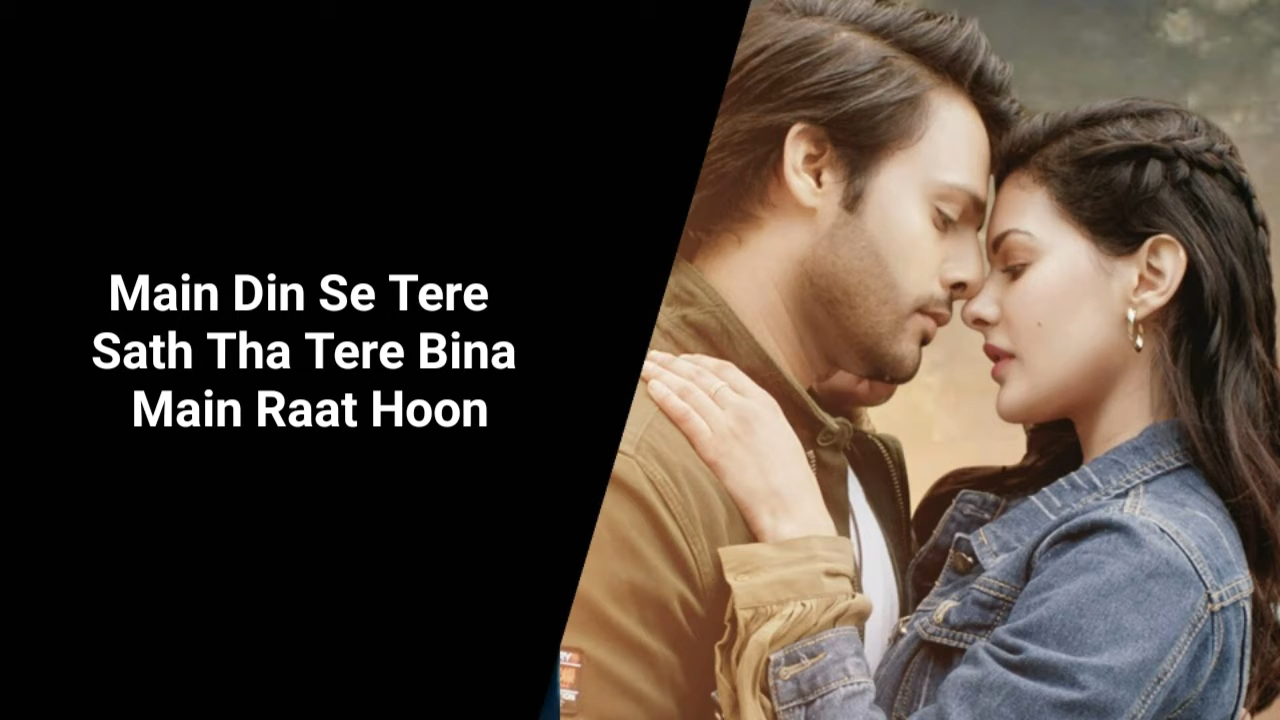 Main Din Se Tere
Sath Tha Tere Bina
Main Raat Hoon